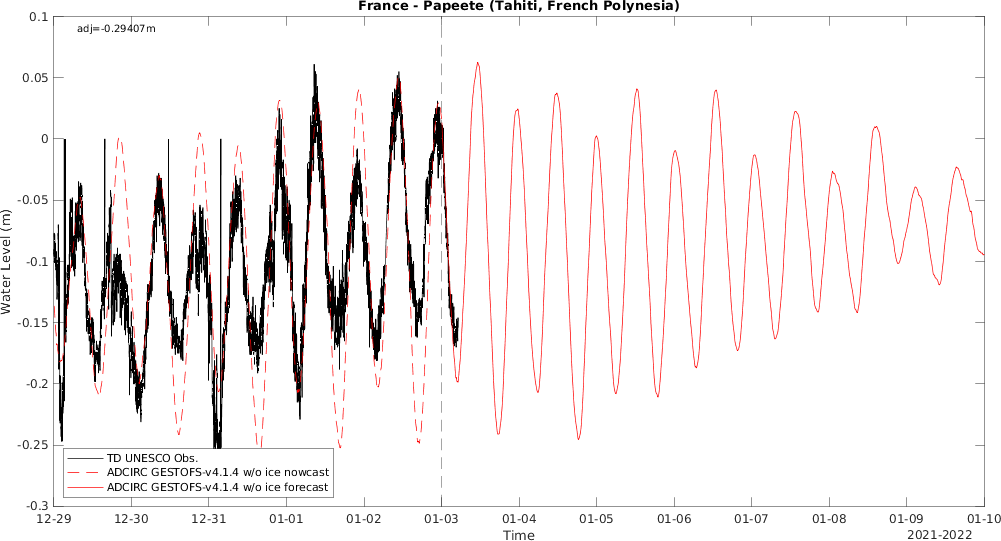 France - Papeete (Tahiti, French Polynesia)
adj=-0.29407m
0.1
0.05
0
-0.05
-0.1
-0.15
-0.2
-0.25
-0.3
Water Level (m)
TD UNESCO Obs.
ADCIRC GESTOFS-v4.1.4 w/o ice nowcast
ADCIRC GESTOFS-v4.1.4 w/o ice forecast
12-29 12-30 12-31 01-01 01-02 01-03 01-04 01-05 01-06 01-07 01-08 01-09 01-10
Time
2021-2022